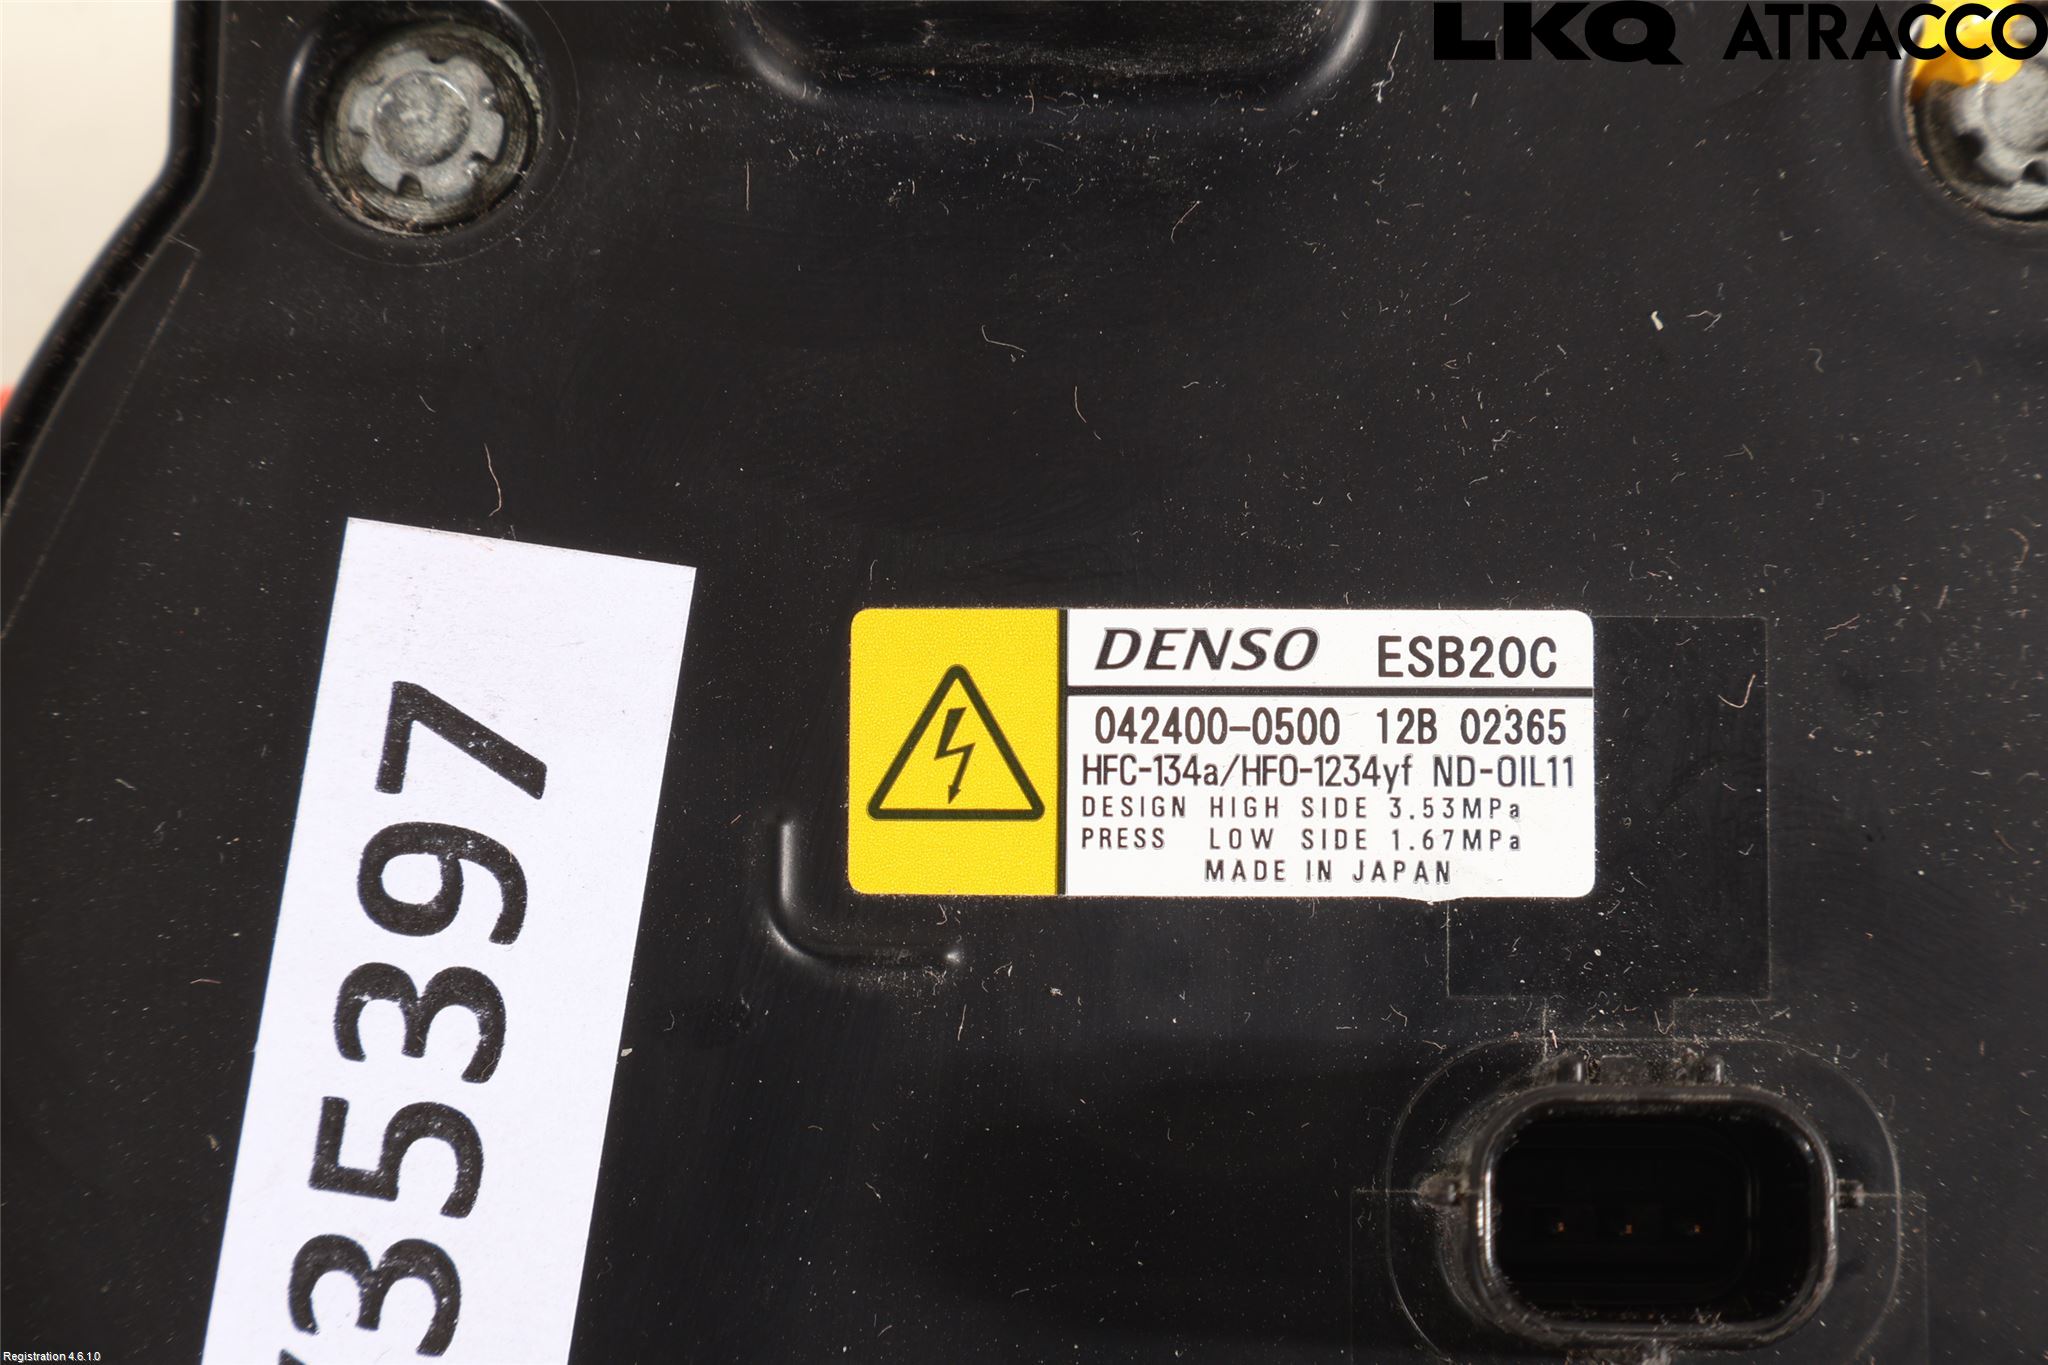 LKQ ATRACCO
DENSO ESB20C
042400-0500 12B 02365
HFC-134a/HFO-1234yf ND-OIL11
DESIGN HIGH SIDE 3.53MPa
PRESS LOW SIDE 1.67MPa
MADE IN JAPAN
35397
Registration 4.6.1.0